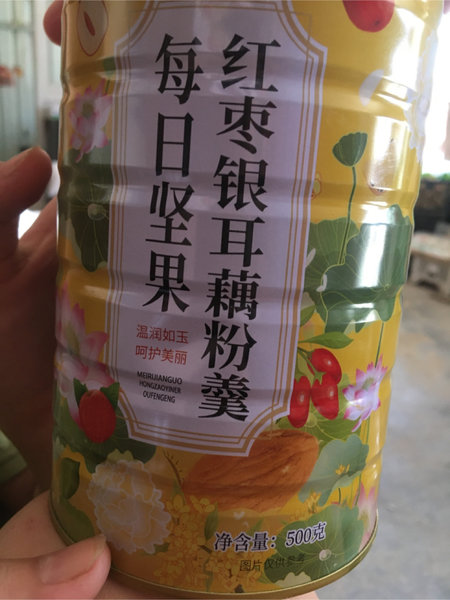 红枣银耳藕粉羹
每日坚果
温润如玉
呵护美丽
MEIRIJIANGUO
HONGZAOYINER
OUFENGENG
净含量：500克
图片仅供参考